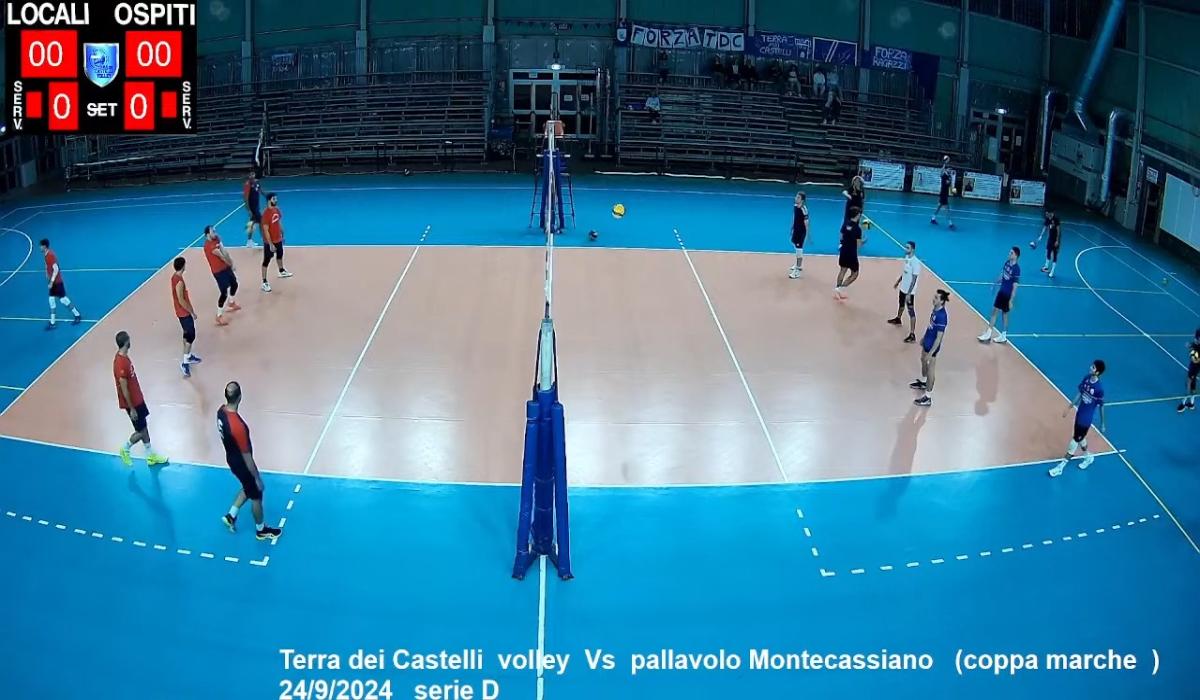 LOCALI OSPITI
00 00
SERV. 0 SET 0 SERV.
FORZA TDC
TERRA
CASTELLI
FORZA
RAGAZZI
Terra dei Castelli volley Vs pallavolo Montecassiano (coppa marche )
24/9/2024 serie D